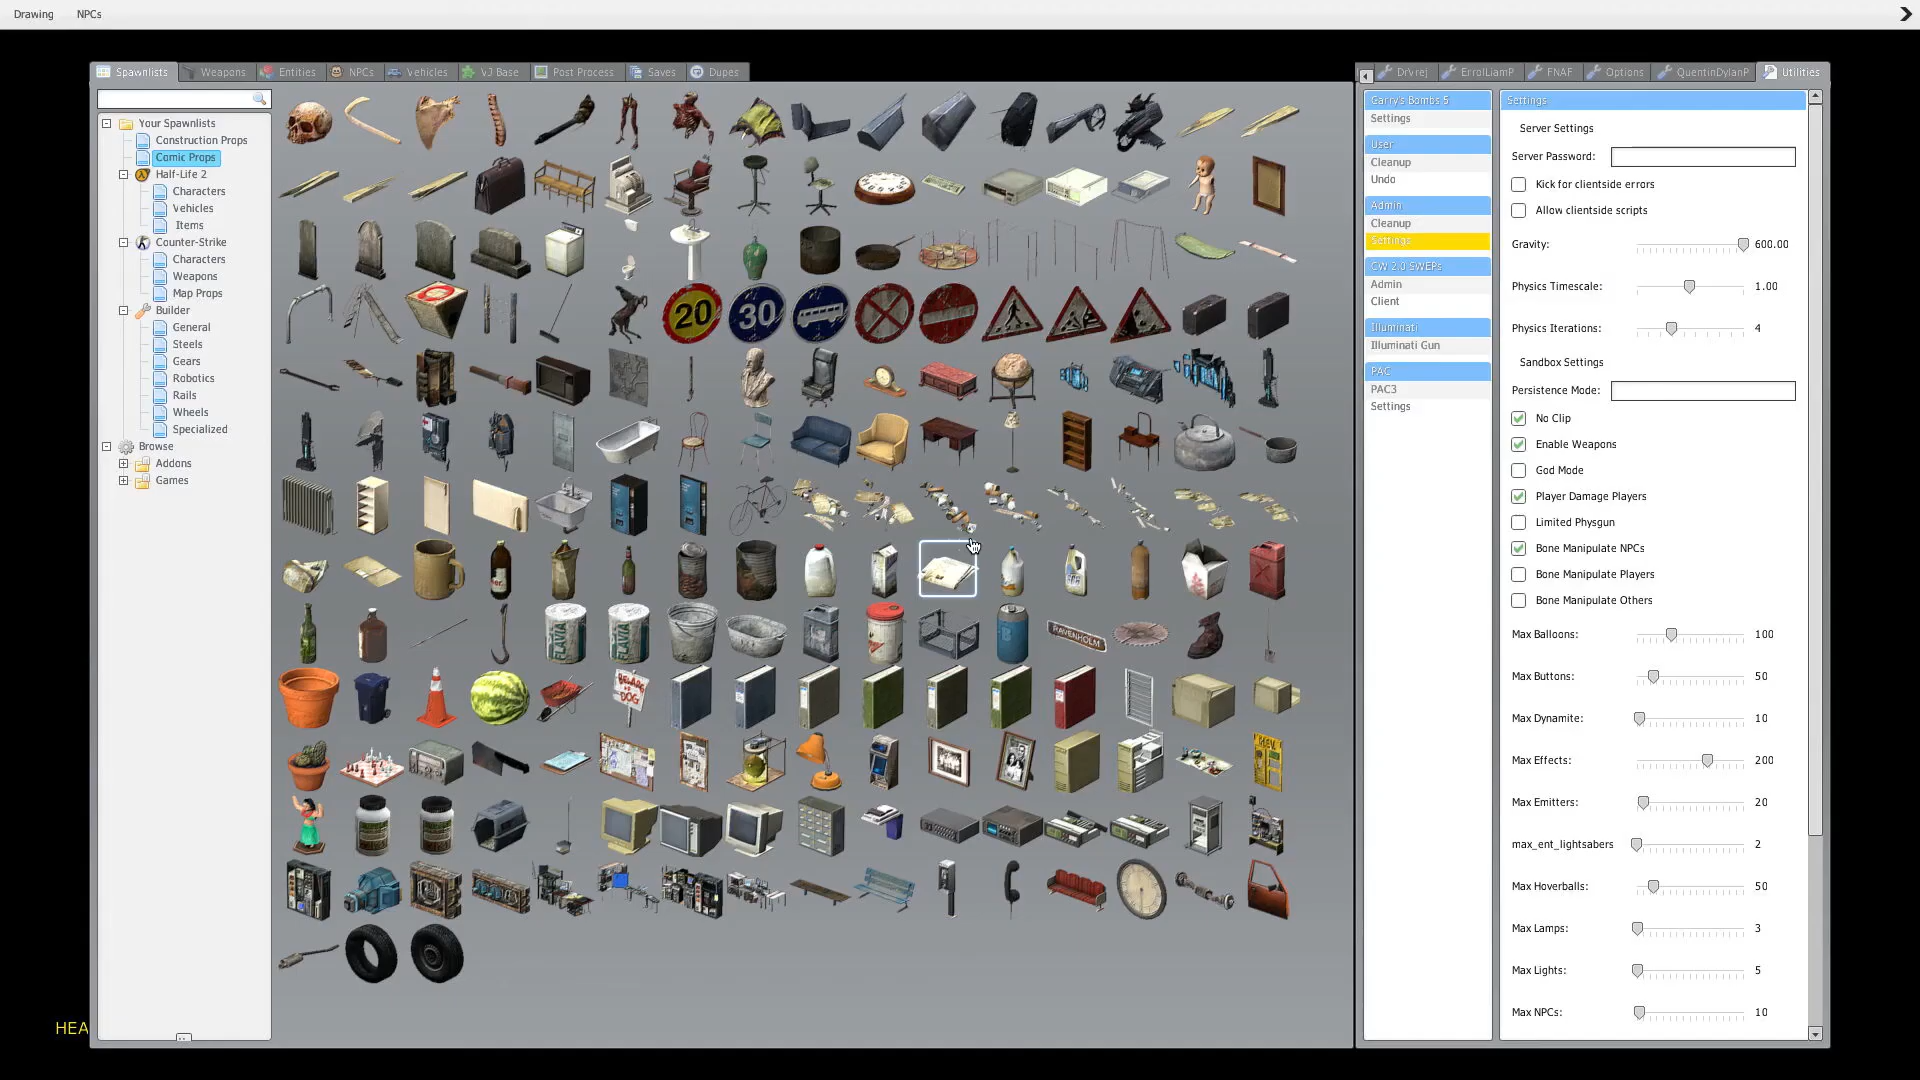 Drawing NPCs
Spawnlists Weapons Entities NPCs Vehicles VJ Base Post Process Saves Dupes
Drvrej ErrolLiamP FNAF Options QuentinDylanP Utilities
Your Spawnlists
Construction Props
Comic Props
Half-Life 2
Characters
Vehicles
Items
Counter-Strike
Characters
Weapons
Map Props
Builder
General
Steels
Gears
Robotics
Rails
Wheels
Specialized
Browse
Addons
Games
20
30
FLAVIA
FLAVIA
RAVENHOLM
BEWARE
DOG
HEA
Garry's Bombs 5
Settings
User
Cleanup
Undo
Admin
Cleanup
Settings
CW 2.0 SWEPs
Admin
Client
Illuminati
Illuminati Gun
PAC
PAC3
Settings
Settings
Server Settings
Server Password:
Kick for clientside errors
Allow clientside scripts
Gravity: 600.00
Physics Timescale: 1.00
Physics Iterations: 4
Sandbox Settings
Persistence Mode:
No Clip
Enable Weapons
God Mode
Player Damage Players
Limited Physgun
Bone Manipulate NPCs
Bone Manipulate Players
Bone Manipulate Others
Max Balloons: 100
Max Buttons: 50
Max Dynamite: 10
Max Effects: 200
Max Emitters: 20
max_ent_lightsabers 2
Max Hoverballs: 50
Max Lamps: 3
Max Lights: 5
Max NPCs: 10